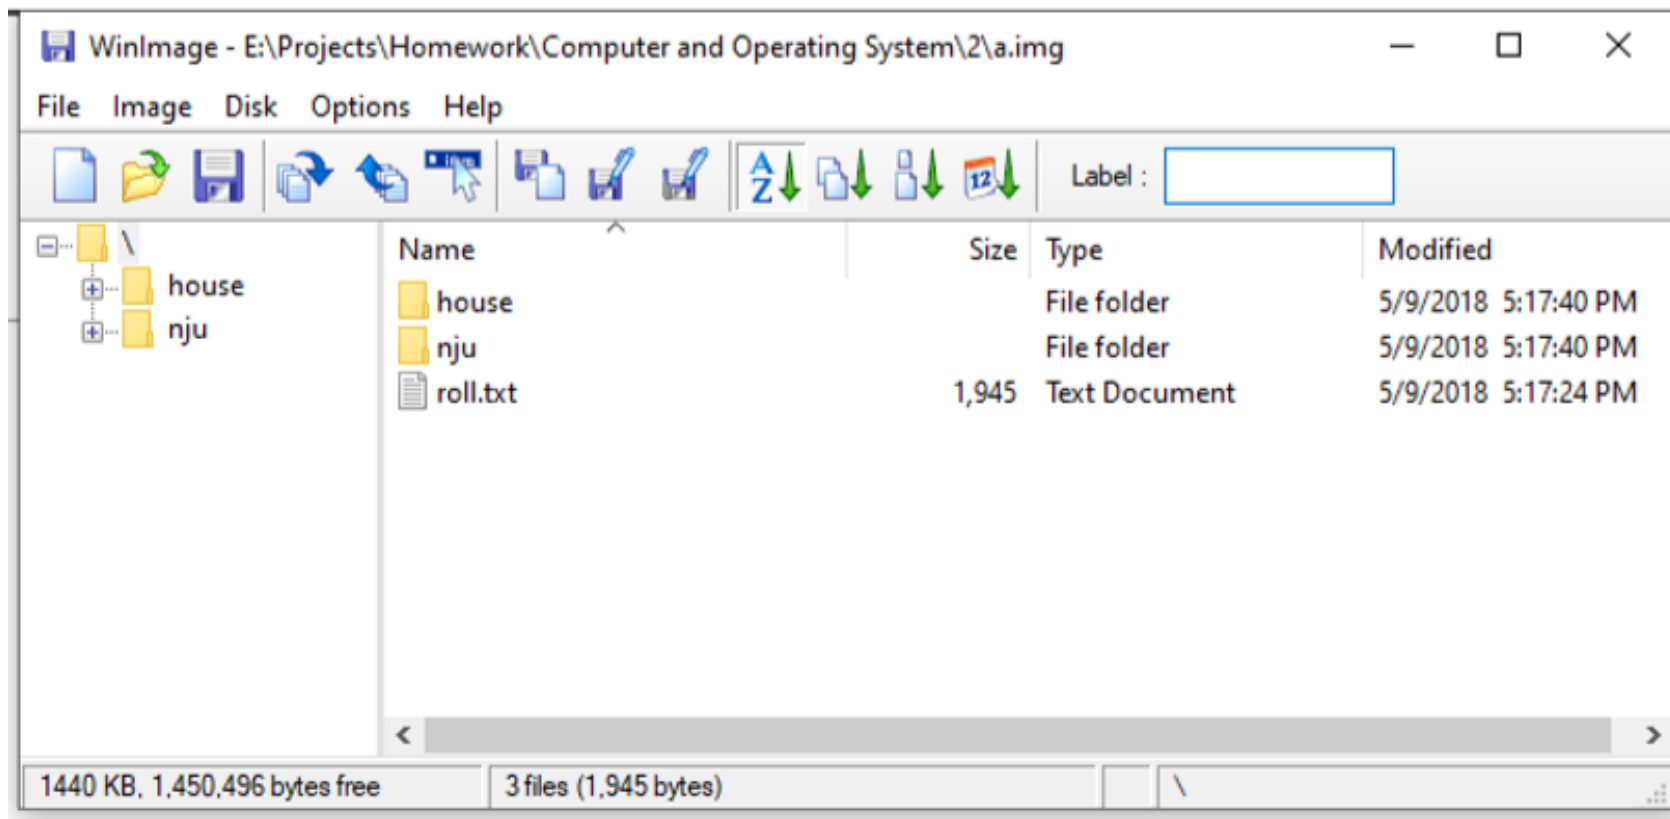 WinImage - E:\Projects\Homework\Computer and Operating System\2\a.img
File Image Disk Options Help
A
Z
12
Label :
\
house
nju
Name Size Type Modified
house File folder 5/9/2018 5:17:40 PM
nju File folder 5/9/2018 5:17:40 PM
roll.txt 1,945 Text Document 5/9/2018 5:17:24 PM
1440 KB, 1,450,496 bytes free 3 files (1,945 bytes) \